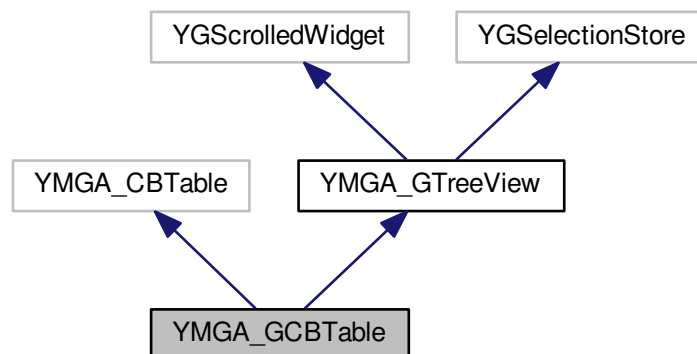 YGScrolledWidget
YGSelectionStore
YMGA_CBTable
YMGA_GTreeView
YMGA_GCBTable